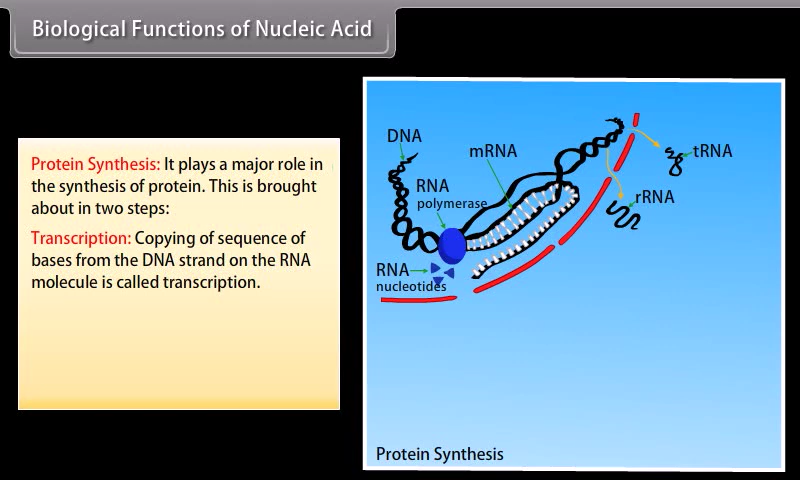 Biological Functions of Nucleic Acid
Protein Synthesis: It plays a major role in
the synthesis of protein. This is brought
about in two steps:
Transcription: Copying of sequence of
bases from the DNA strand on the RNA
molecule is called transcription.
DNA
mRNA
tRNA
RNA
polymerase
rRNA
RNA
nucleotides
Protein Synthesis